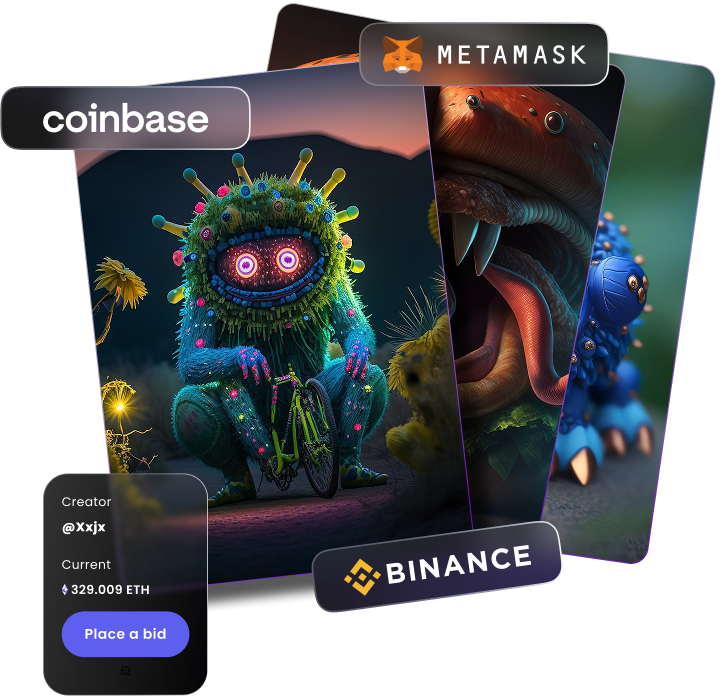 METAMASK
coinbase
Creator
@Xxjx
Current
329.009 ETH
Place a bid
BINANCE